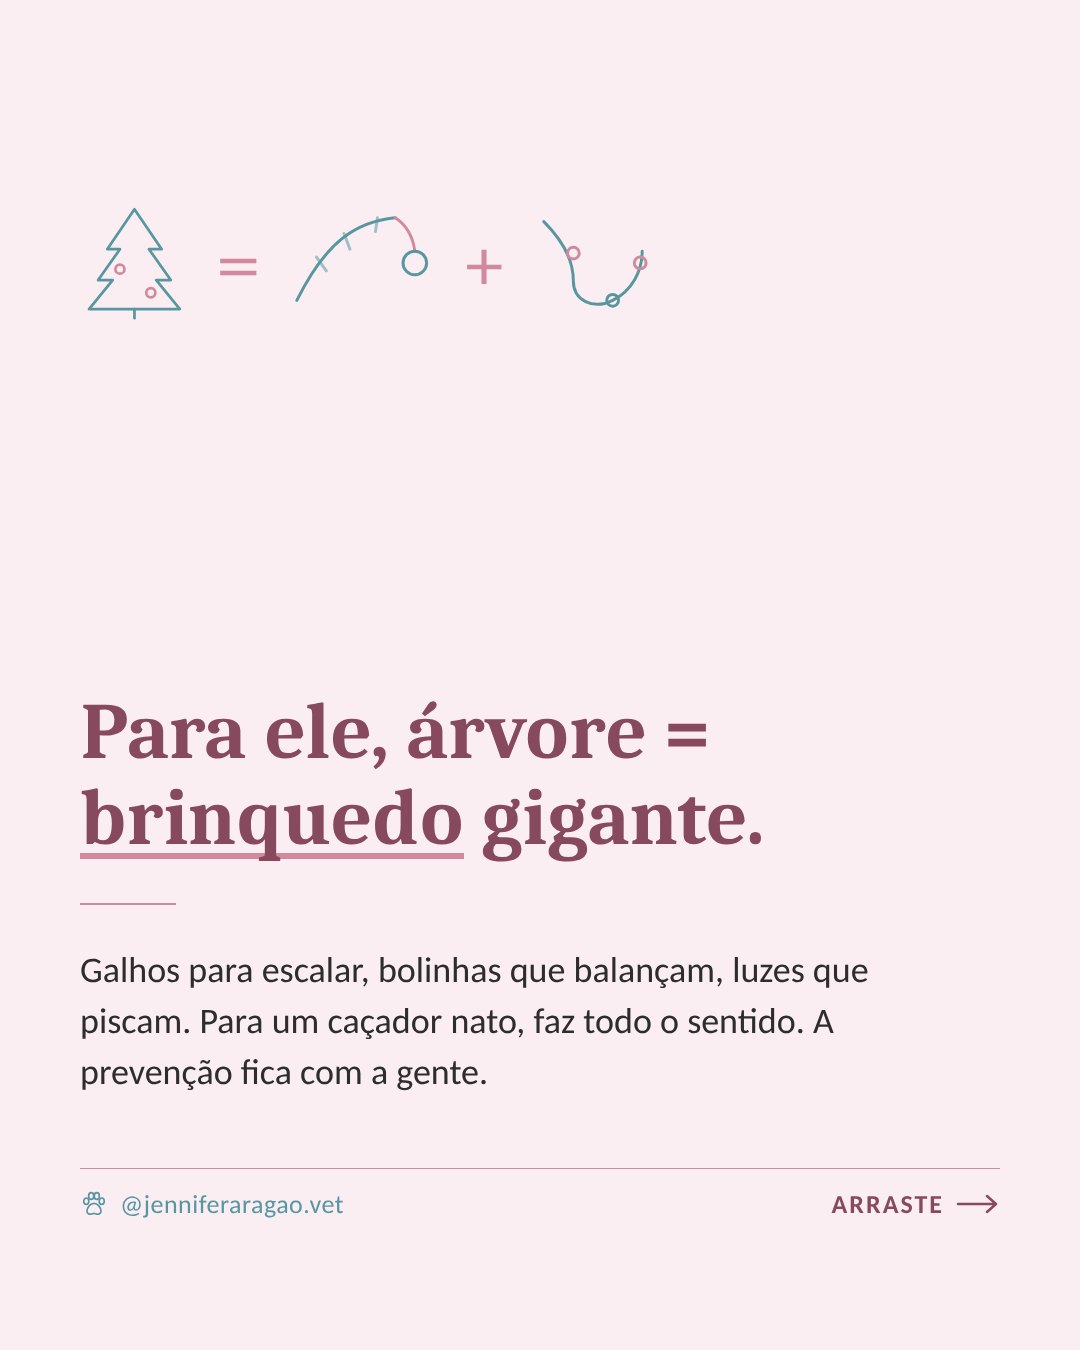 = +
Para ele, árvore =
brinquedo gigante.
Galhos para escalar, bolinhas que balançam, luzes que
piscam. Para um caçador nato, faz todo o sentido. A
prevenção fica com a gente.
@jenniferaragao.vet
ARRASTE →